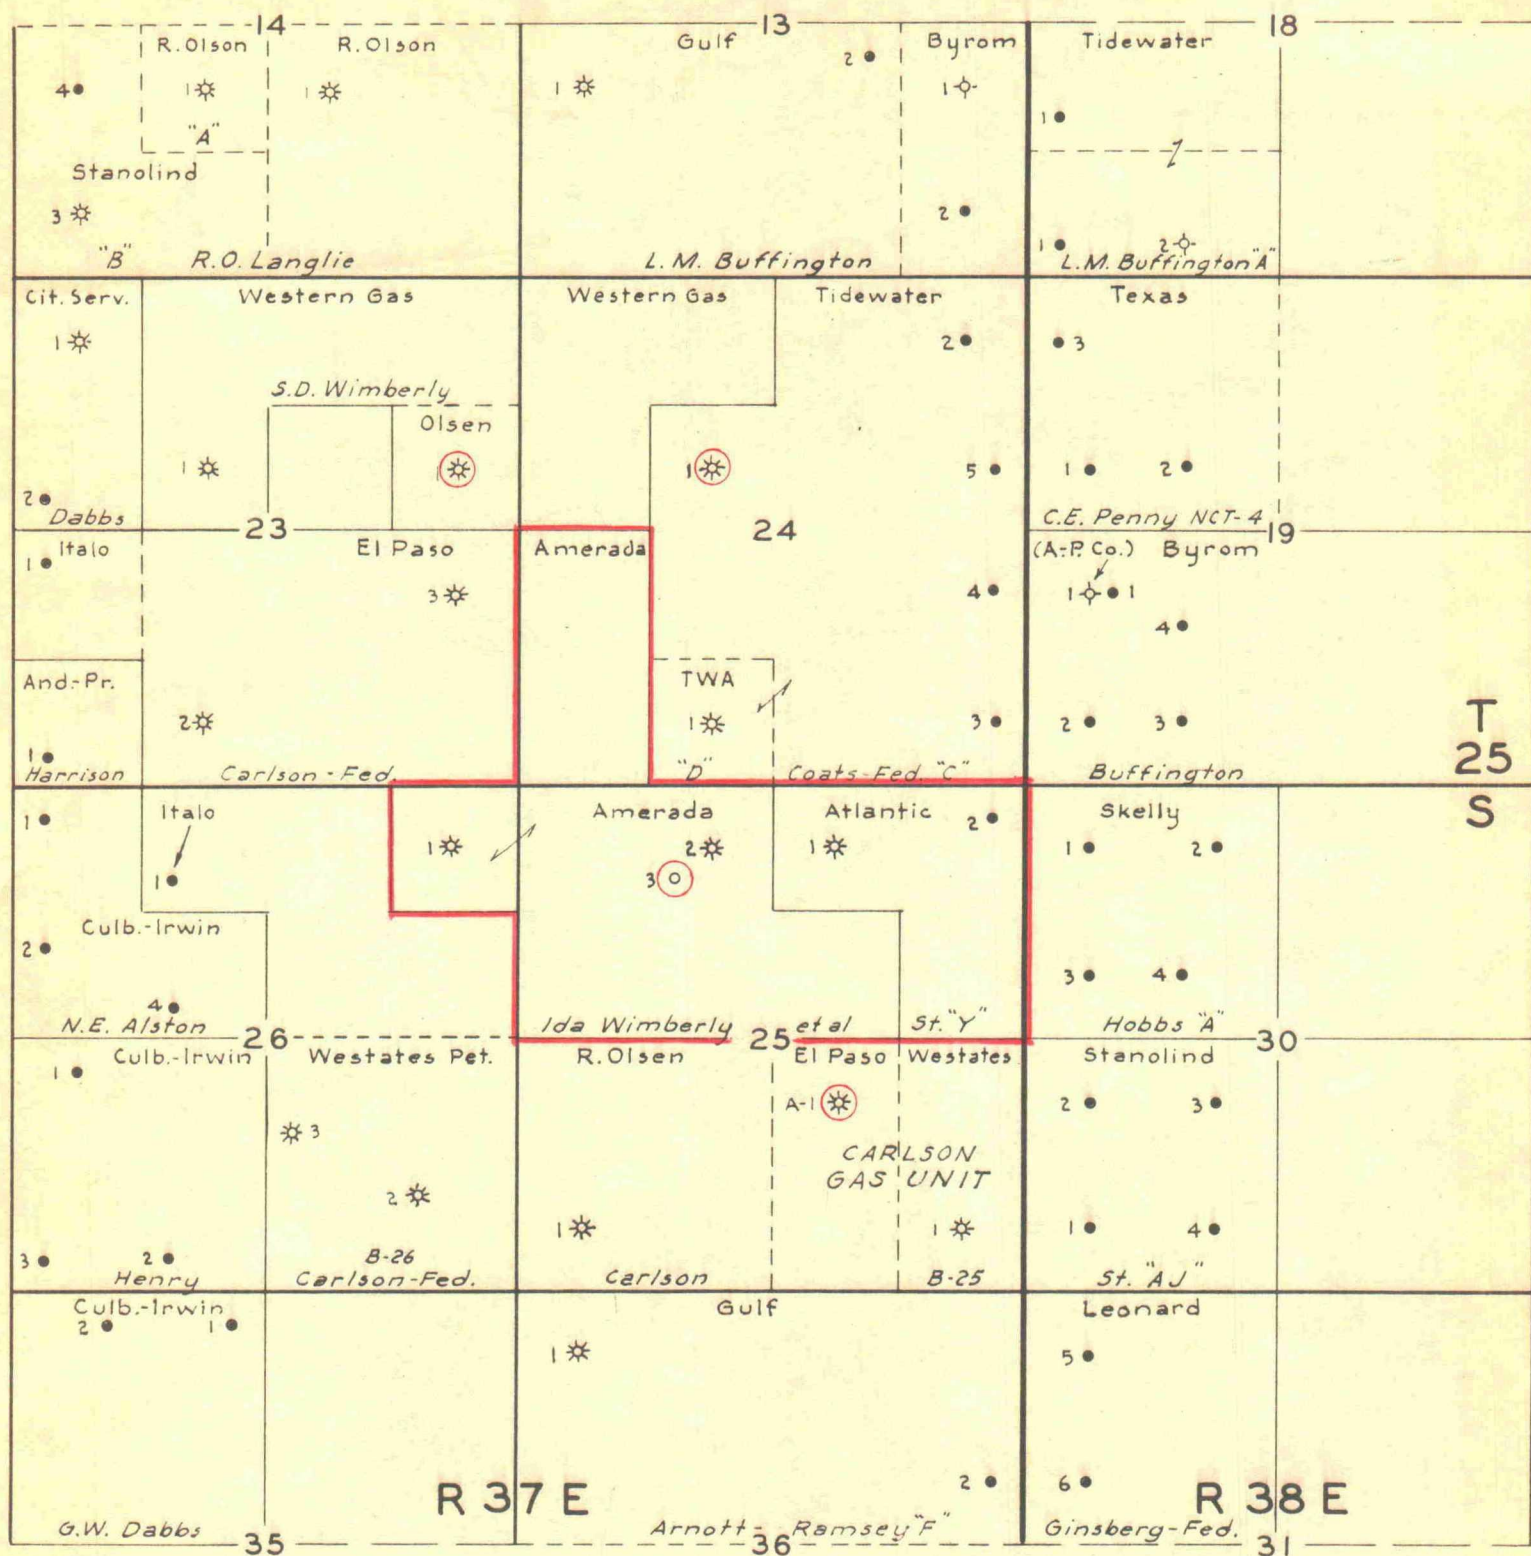 14 13 18
R. Olson R. Olson Gulf Byrom Tidewater
2
4 1 1 1 1
1
"A"
Stanolind
3 2
1 2
"B" R.O. Langlie L.M. Buffington L.M. Buffington "A"
Cit. Serv. Western Gas Western Gas Tidewater Texas
1 2 3
S.D. Wimberly
Olsen
1 1 1 5 1 2
2
Dabbs C.E. Penny NCT-4
23 24 19
Italo El Paso Amerada (A.-P. Co.) Byrom
1
3 4 1 1
4
And.-Pr. TWA
2 1 3 2 3
T
25
S
1
Harrison Carlson - Fed. "D" Coats-Fed. "C" Buffington
Italo Amerada Atlantic Skelly
1 2
1 2 1 1 2
1 3
Culb.-Irwin
2
3 4
4
N.E. Alston Ida Wimberly et al St. "Y" Hobbs "A"
26 25 30
Culb.-Irwin Westates Pet. R. Olsen El Paso Westates Stanolind
1
A-1 2 3
3
CARLSON
GAS UNIT
2
1 1 1 4
3 2
Henry B-26
Carlson-Fed. Carlson B-25 St. "AJ"
Culb.-Irwin Gulf Leonard
2 1
1 5
2 6
R 37 E R 38 E
G.W. Dabbs Arnott - Ramsey "F" Ginsberg-Fed.
35 36 31